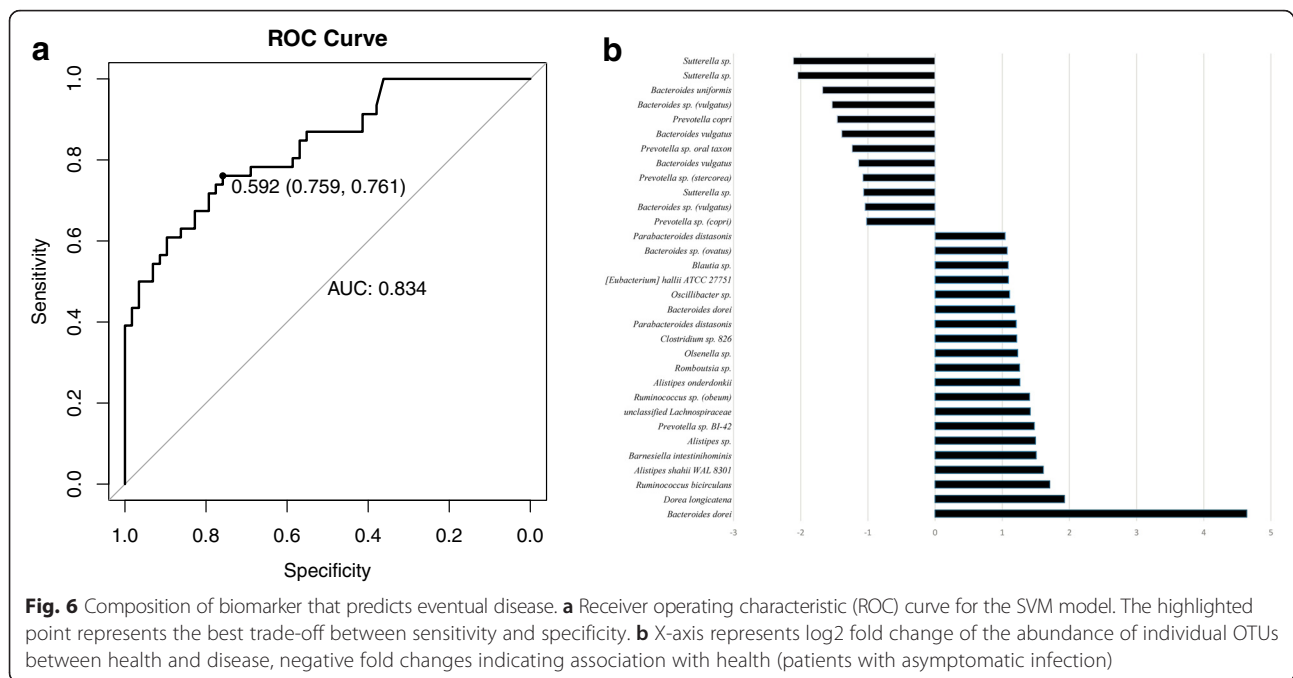 a
ROC Curve
1.0
0.8
0.6
0.4
0.2
0.0
Sensitivity
0.592 (0.759, 0.761)
AUC: 0.834
1.0 0.8 0.6 0.4 0.2 0.0
Specificity
b
Sutterella sp.
Sutterella sp.
Bacteroides uniformis
Bacteroides sp. (vulgatus)
Prevotella copri
Bacteroides vulgatus
Prevotella sp. oral taxon
Bacteroides vulgatus
Prevotella sp. (stercorea)
Sutterella sp.
Bacteroides sp. (vulgatus)
Prevotella sp. (copri)
Parabacteroides distasonis
Bacteroides sp. (ovatus)
Blautia sp.
[Eubacterium] hallii ATCC 27751
Oscillibacter sp.
Bacteroides dorei
Parabacteroides distasonis
Clostridium sp. 826
Olsenella sp.
Romboutsia sp.
Alistipes onderdonkii
Ruminococcus sp. (obeum)
unclassified Lachnospiraceae
Prevotella sp. BI-42
Alistipes sp.
Barnesiella intestinihominis
Alistipes shahii WAL 8301
Ruminococcus bicirculans
Dorea longicatena
Bacteroides dorei
-3 -2 -1 0 1 2 3 4 5
Fig. 6 Composition of biomarker that predicts eventual disease. a Receiver operating characteristic (ROC) curve for the SVM model. The highlighted
point represents the best trade-off between sensitivity and specificity. b X-axis represents log2 fold change of the abundance of individual OTUs
between health and disease, negative fold changes indicating association with health (patients with asymptomatic infection)